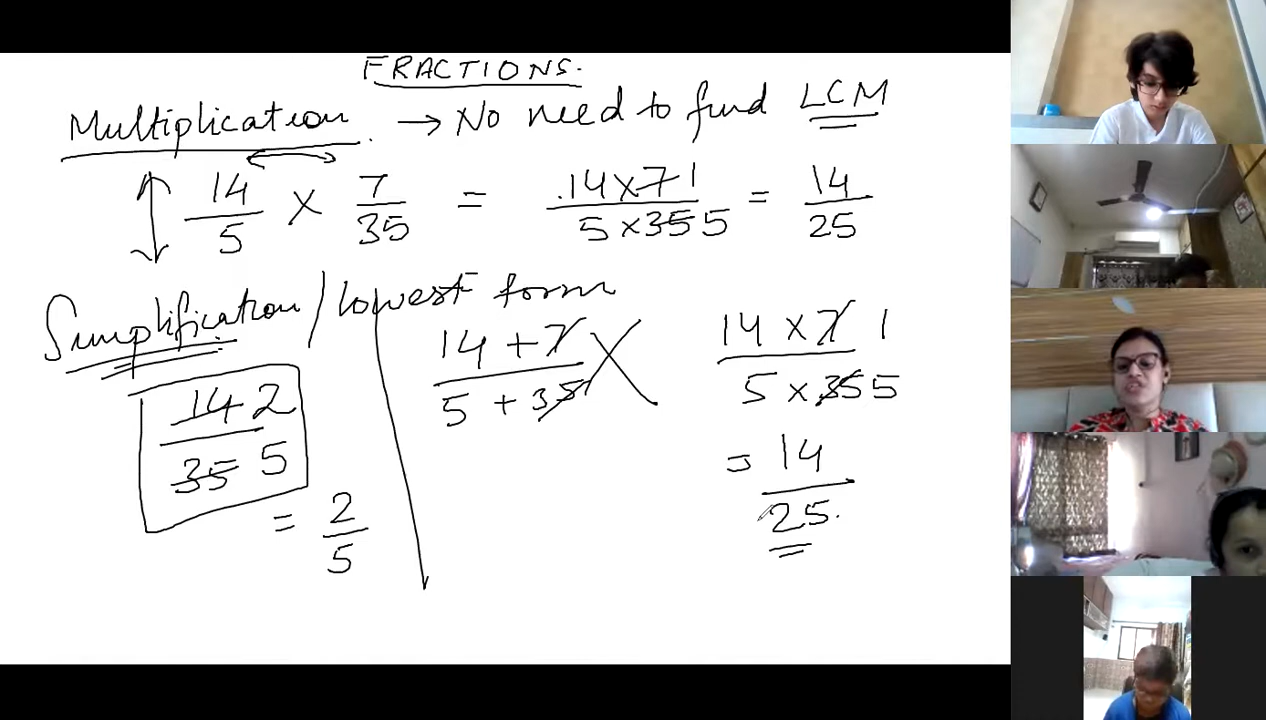 FRACTIONS.
Multiplication. → No need to find LCM
14/5 × 7/35 = 14×7 1/5×35 5 = 14/25
Simplification / lowest form
14 2/35 5
= 2/5
14 + 7/5 + 35
14 × 7 1/5 × 35 5
= 14/25.